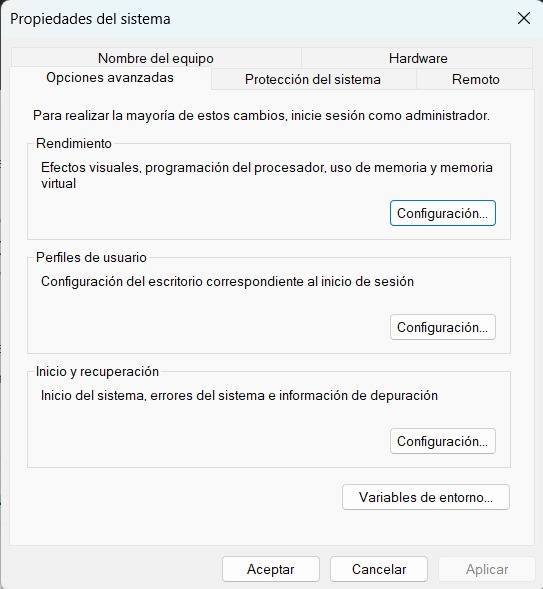 Propiedades del sistema
Nombre del equipo
Hardware
Opciones avanzadas
Protección del sistema
Remoto
Para realizar la mayoría de estos cambios, inicie sesión como administrador.
Rendimiento
Efectos visuales, programación del procesador, uso de memoria y memoria
virtual
Configuración...
Perfiles de usuario
Configuración del escritorio correspondiente al inicio de sesión
Configuración...
Inicio y recuperación
Inicio del sistema, errores del sistema e información de depuración
Configuración...
Variables de entorno...
Aceptar
Cancelar
Aplicar